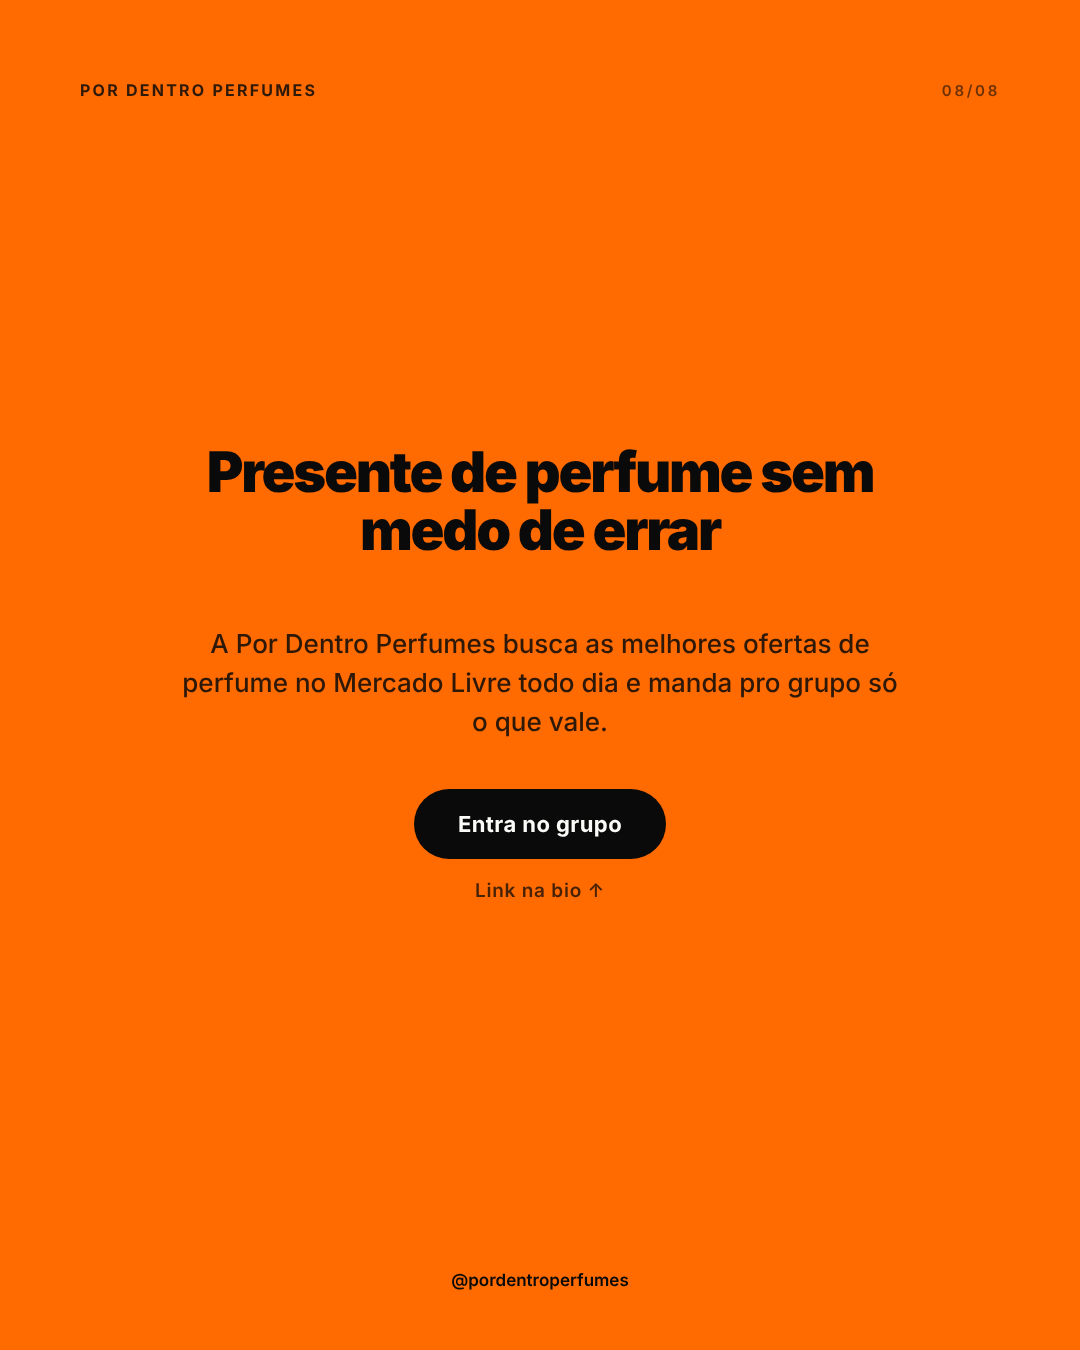 POR DENTRO PERFUMES
08/08
Presente de perfume sem
medo de errar
A Por Dentro Perfumes busca as melhores ofertas de
perfume no Mercado Livre todo dia e manda pro grupo só
o que vale.
Entra no grupo
Link na bio ↑
@pordentroperfumes